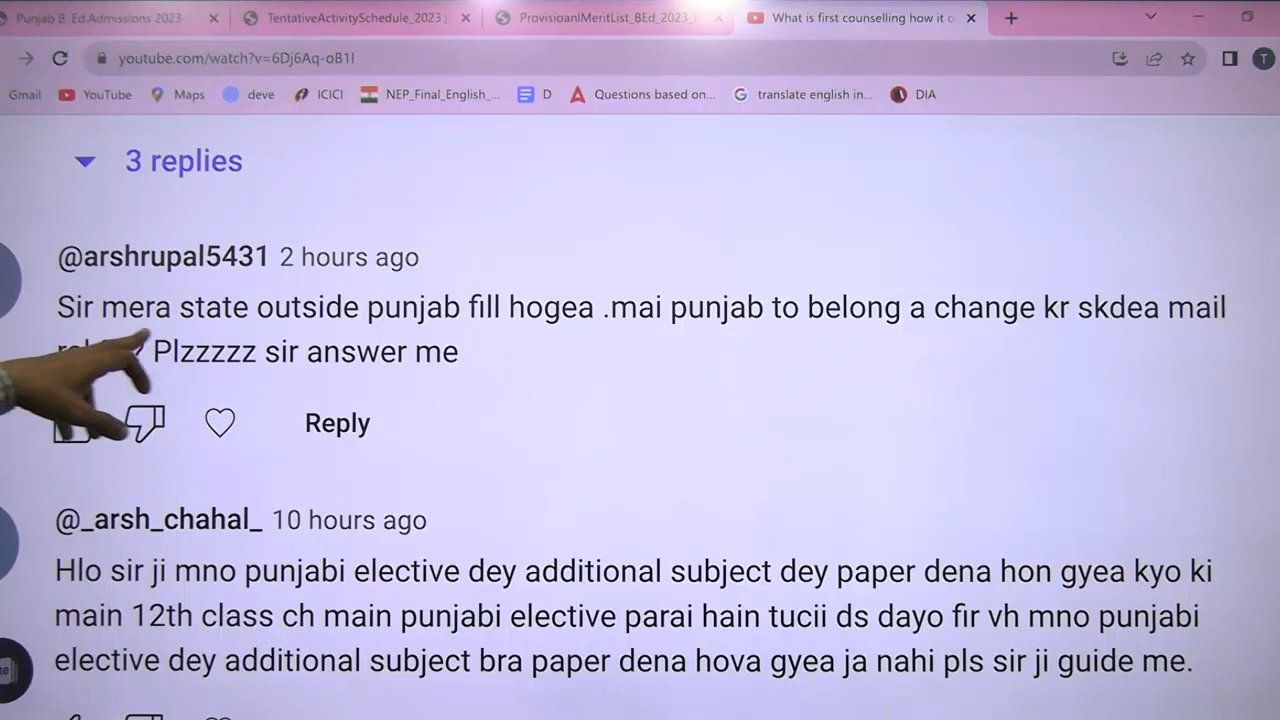 Punjab B. Ed Admissions 2023
TentativeActivitySchedule_2023.
ProvisioanlMeritList_BEd_2023_
What is first counselling how it
youtube.com/watch?v=6Dj6Aq-oB1I
Gmail YouTube Maps deve ICICI NEP_Final_English_... D Questions based on... translate english in... DIA
3 replies
@arshrupal5431 2 hours ago
Sir mera state outside punjab fill hogea .mai punjab to belong a change kr skdea mail
Plzzzzz sir answer me
Reply
@_arsh_chahal_ 10 hours ago
Hlo sir ji mno punjabi elective dey additional subject dey paper dena hon gyea kyo ki
main 12th class ch main punjabi elective parai hain tucii ds dayo fir vh mno punjabi
elective dey additional subject bra paper dena hova gyea ja nahi pls sir ji guide me.